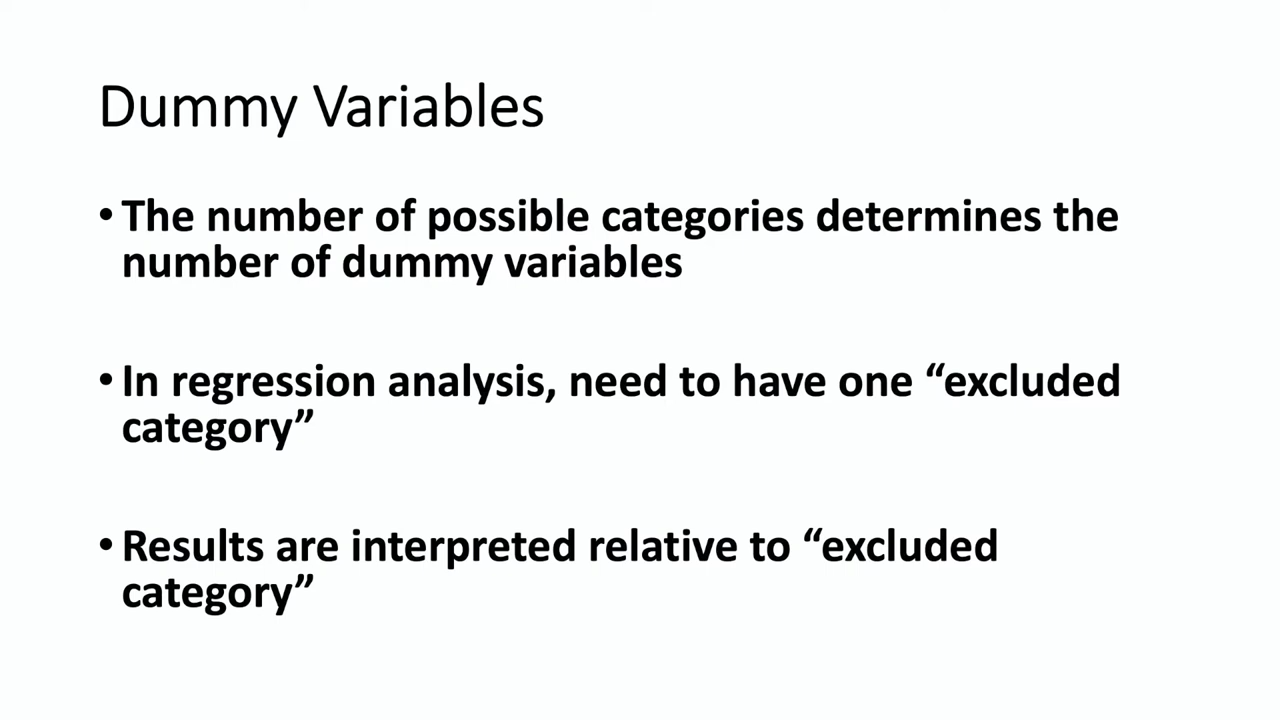 Dummy Variables
• The number of possible categories determines the
number of dummy variables
• In regression analysis, need to have one “excluded
category”
• Results are interpreted relative to “excluded
category”